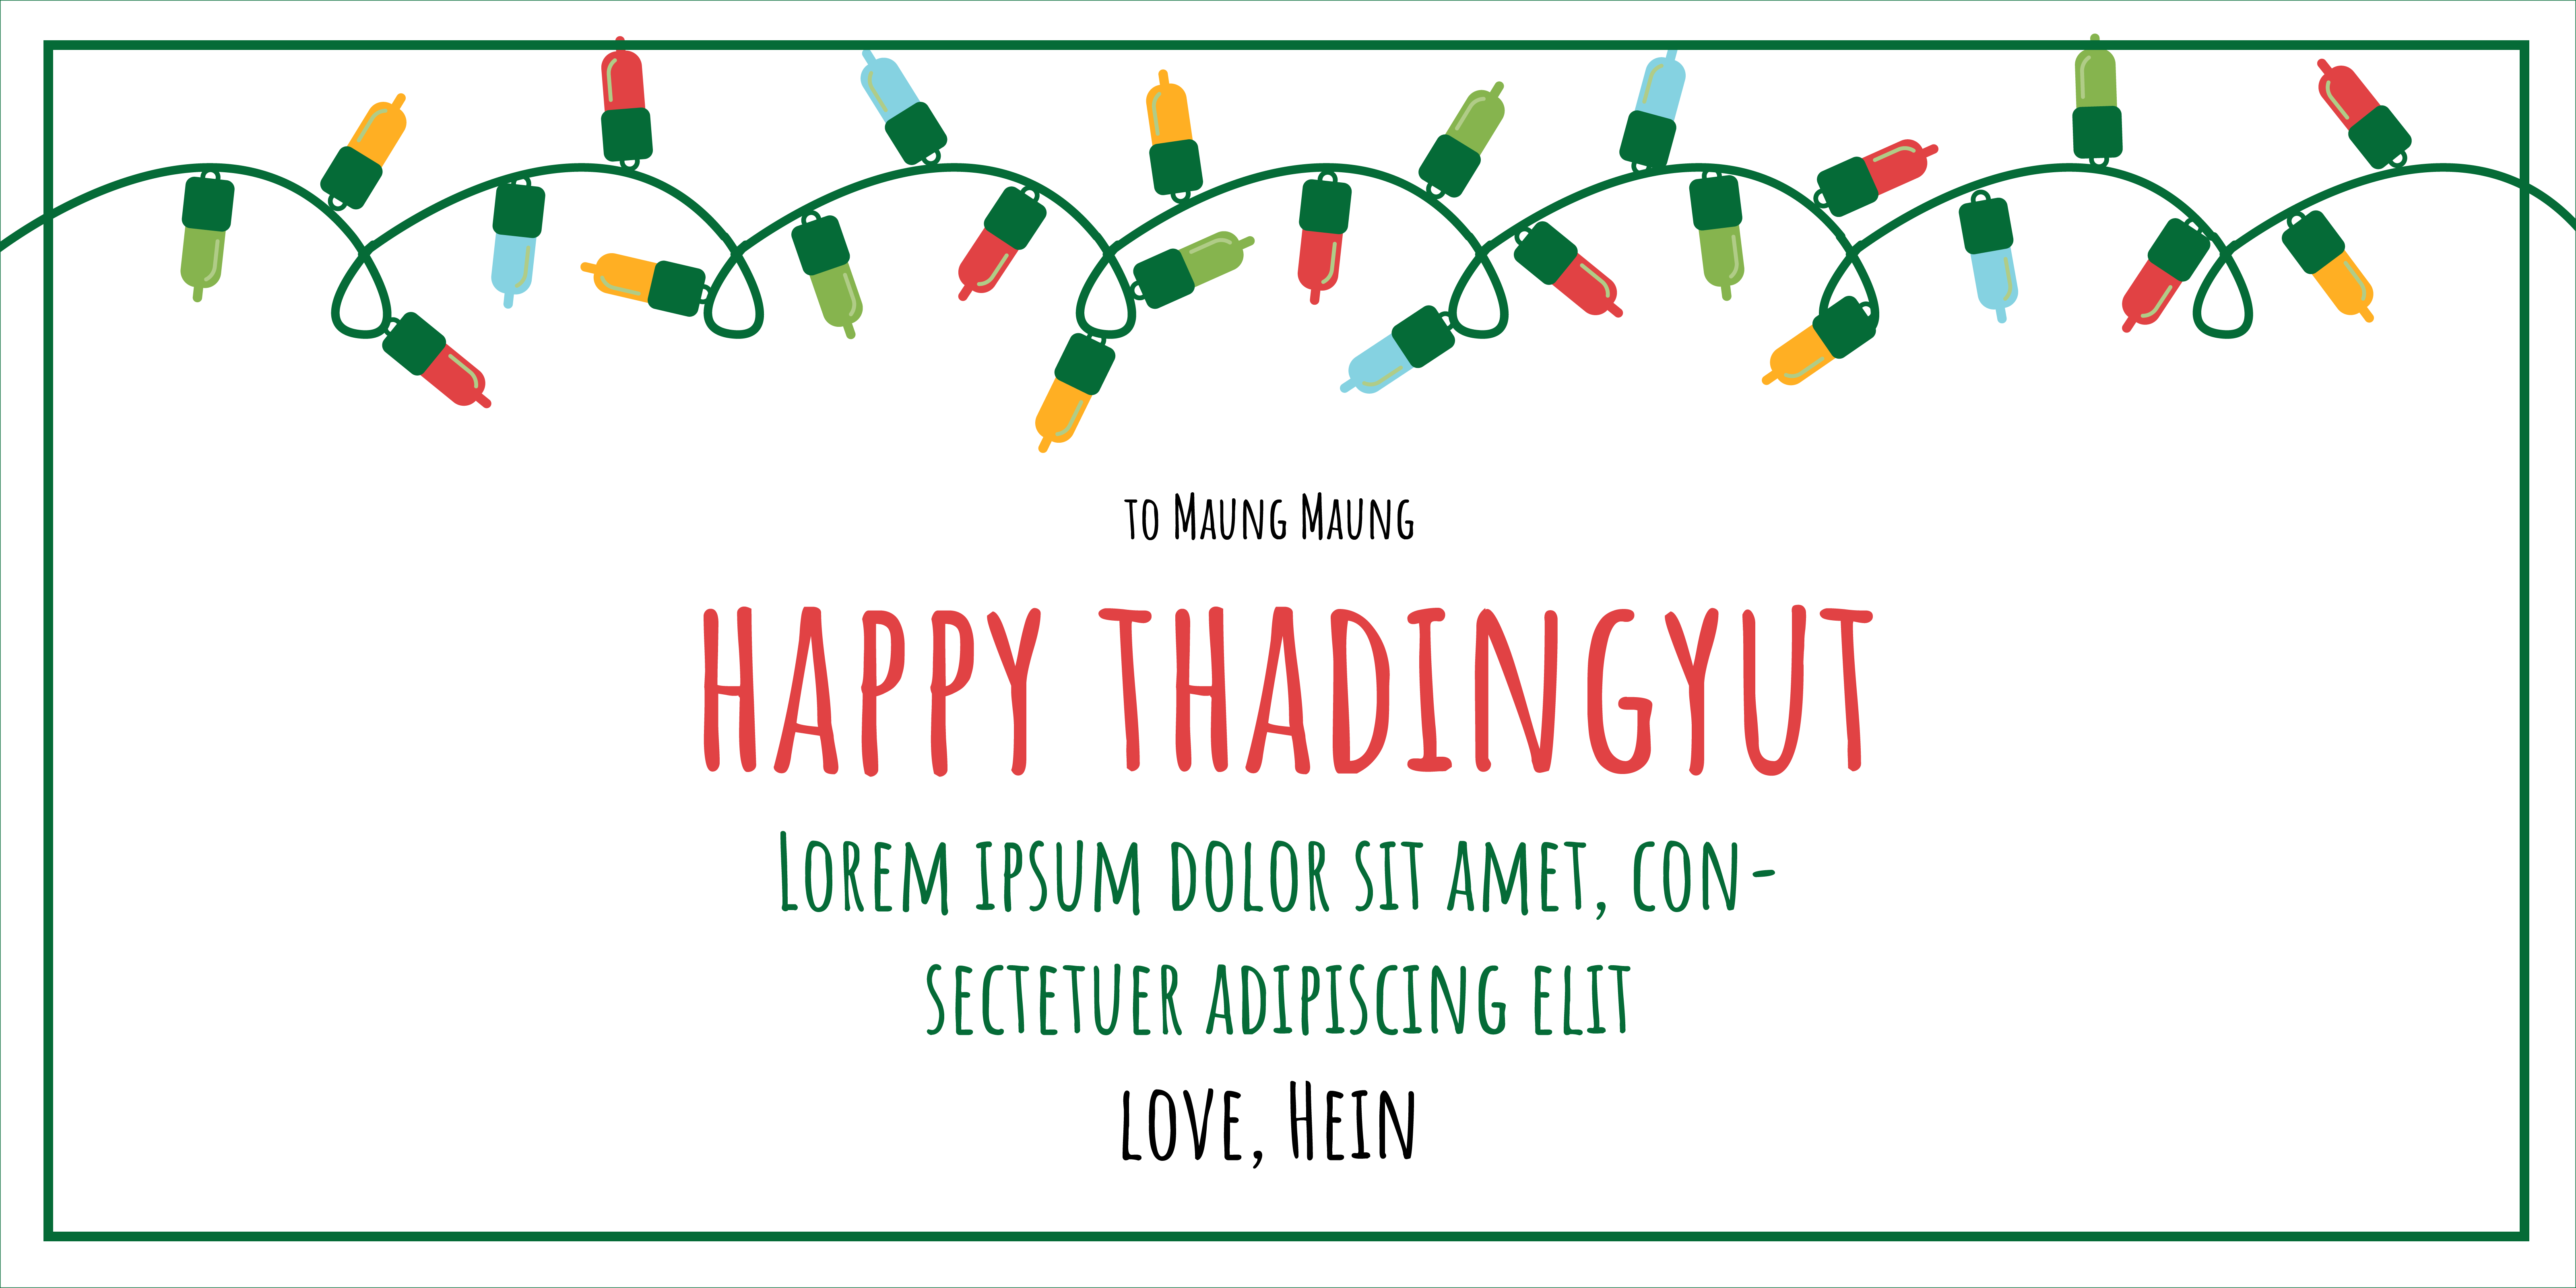 to Maung Maung
HAPPY THADINGYUT
Lorem ipsum dolor sit amet, con-
sectetuer adipiscing elit
love, Hein